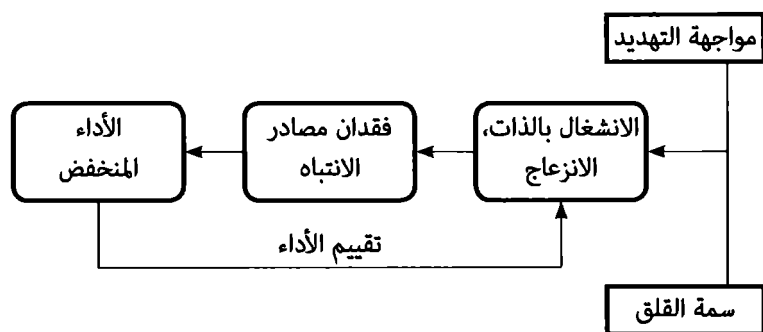 مواجهة التهديد
الانشغال بالذات،
الانزعاج
فقدان مصادر
الانتباه
الأداء
المنخفض
تقييم الأداء
سمة القلق